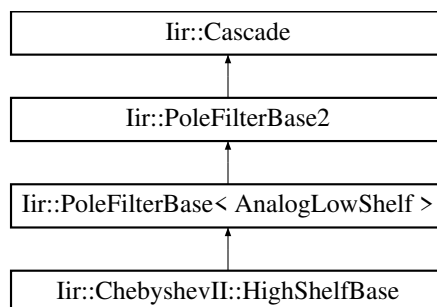 Iir::Cascade
Iir::PoleFilterBase2
Iir::PoleFilterBase< AnalogLowShelf >
Iir::ChebyshevII::HighShelfBase